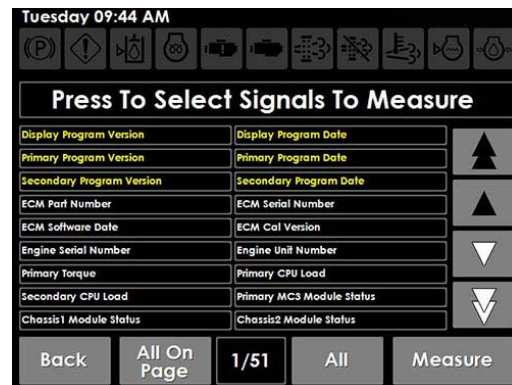 Tuesday 09:44 AM
(P)
Press To Select Signals To Measure
Display Program Version Display Program Date
Primary Program Version Primary Program Date
Secondary Program Version Secondary Program Date
ECM Part Number ECM Serial Number
ECM Software Date ECM Cal Version
Engine Serial Number Engine Unit Number
Primary Torque Primary CPU Load
Secondary CPU Load Primary MC3 Module Status
Chassis1 Module Status Chassis2 Module Status
Back All On Page 1/51 All Measure